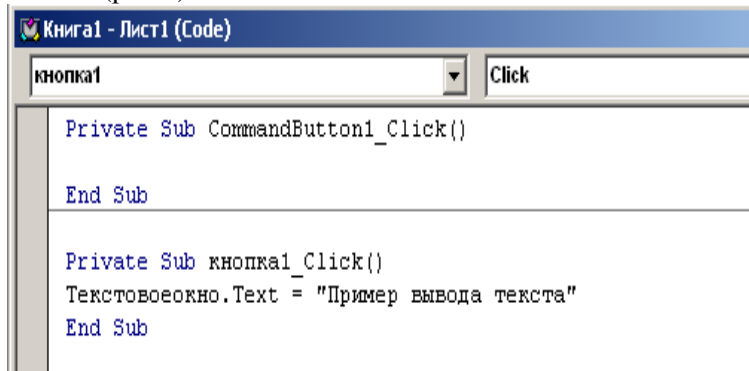 Книга1 - Лист1 (Code)
кнопка1 Click
Private Sub CommandButton1_Click()
End Sub
Private Sub кнопка1_Click()
Текстовоеокно.Text = "Пример вывода текста"
End Sub